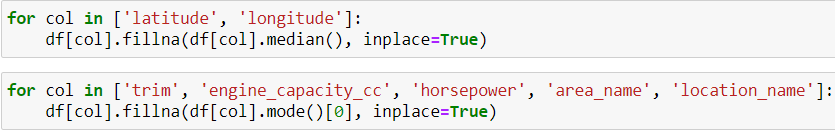 for col in ['latitude', 'longitude']:
    df[col].fillna(df[col].median(), inplace=True)
for col in ['trim', 'engine_capacity_cc', 'horsepower', 'area_name', 'location_name']:
    df[col].fillna(df[col].mode()[0], inplace=True)